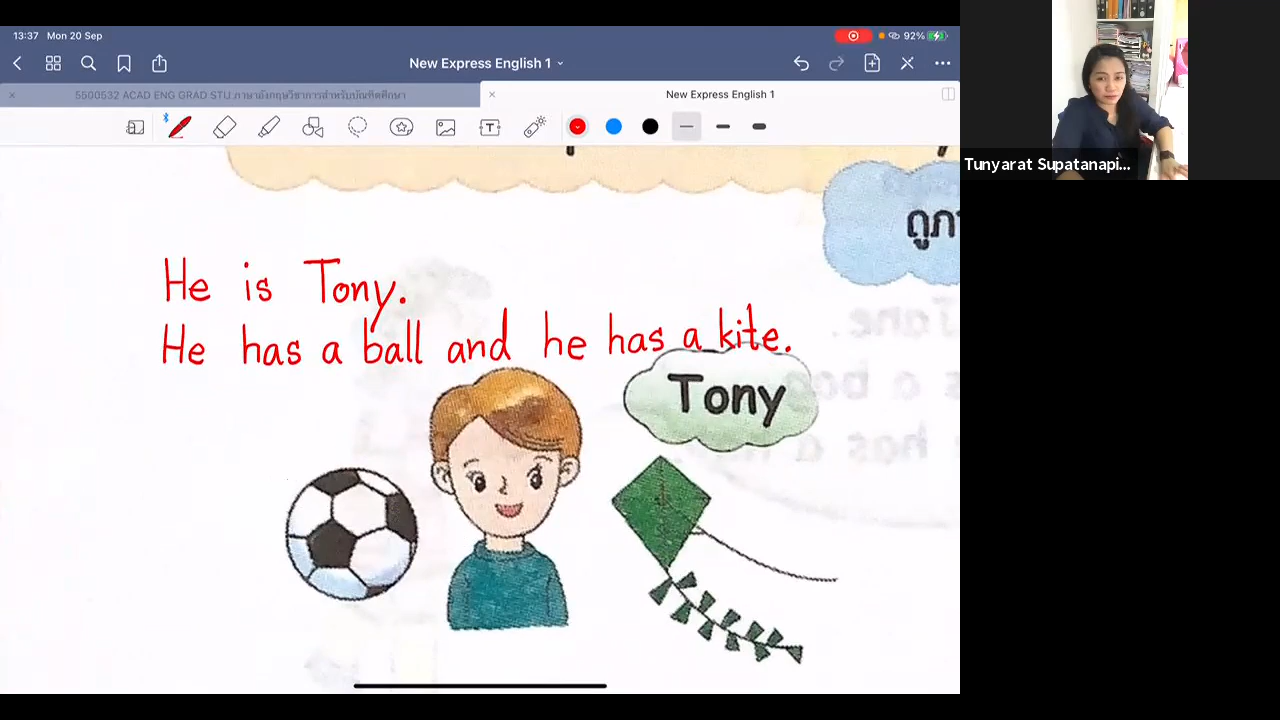 13:37 Mon 20 Sep
92%
New Express English 1
5500532 ACAD ENG GRAD STU ภาษาอังกฤษวิชาการสำหรับบัณฑิตศึกษา
New Express English 1
Tunyarat Supatanapi...
He is Tony.
He has a ball and he has a kite.
Tony